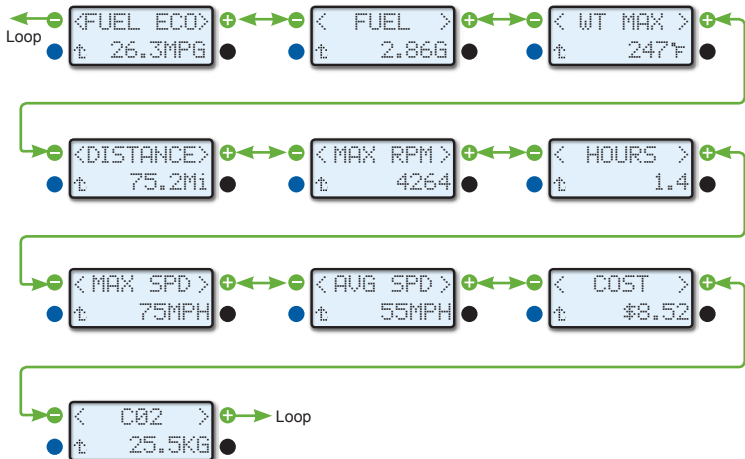 Loop
<FUEL ECO>
↰ 26.3MPG
< FUEL >
↰ 2.86G
< WT MAX >
↰ 247°F
<DISTANCE>
↰ 75.2Mi
<MAX RPM>
↰ 4264
< HOURS >
↰ 1.4
<MAX SPD>
↰ 75MPH
<AVG SPD>
↰ 55MPH
< COST >
↰ $8.52
< C02 >
↰ 25.5KG
Loop